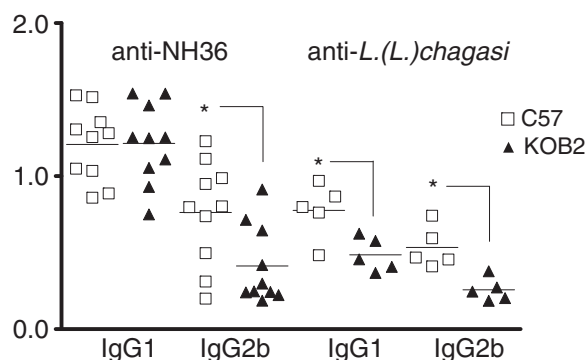 2.0
anti-NH36 anti-L.(L.)chagasi
*
□ C57
▲ KOB2
* *
1.0
0.0
IgG1 IgG2b IgG1 IgG2b